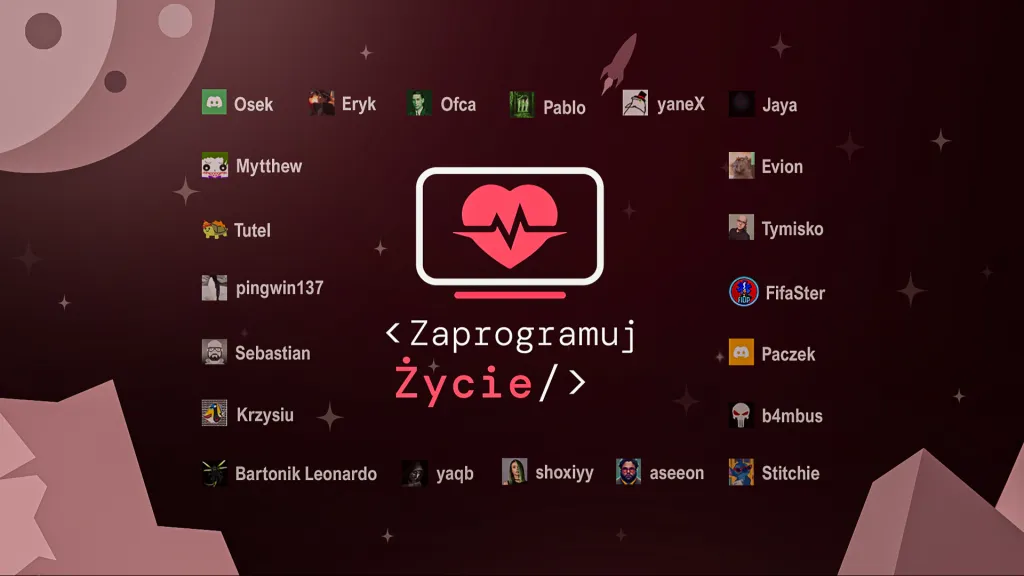 Osek Eryk Ofca Pablo yaneX Jaya
Mytthew Evion
Tutel Tymisko
pingwin137 FifaSter
<Zaprogramuj
Sebastian Paczek
Życie/>
Krzysiu b4mbus
Bartonik Leonardo yaqb shoxiyy aseeon Stitchie